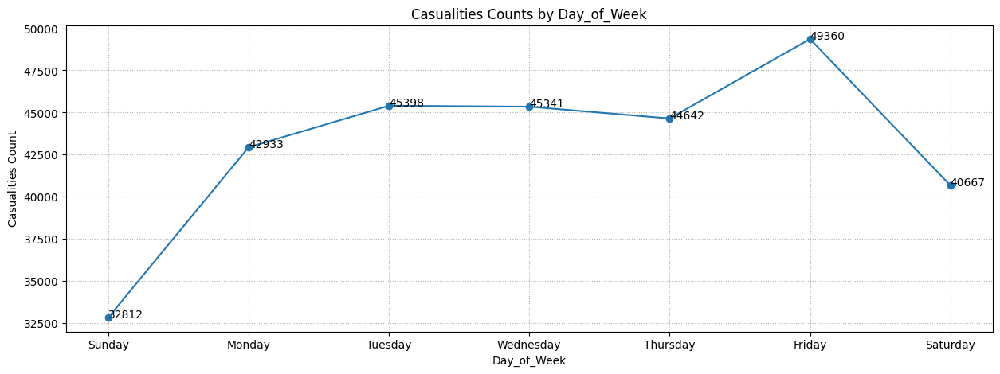 Casualities Counts by Day_of_Week
50000
47500
45000
42500
40000
37500
35000
32500
Casualities Count
32812
42933
45398
45341
44642
49360
40667
Sunday
Monday
Tuesday
Wednesday
Thursday
Friday
Saturday
Day_of_Week